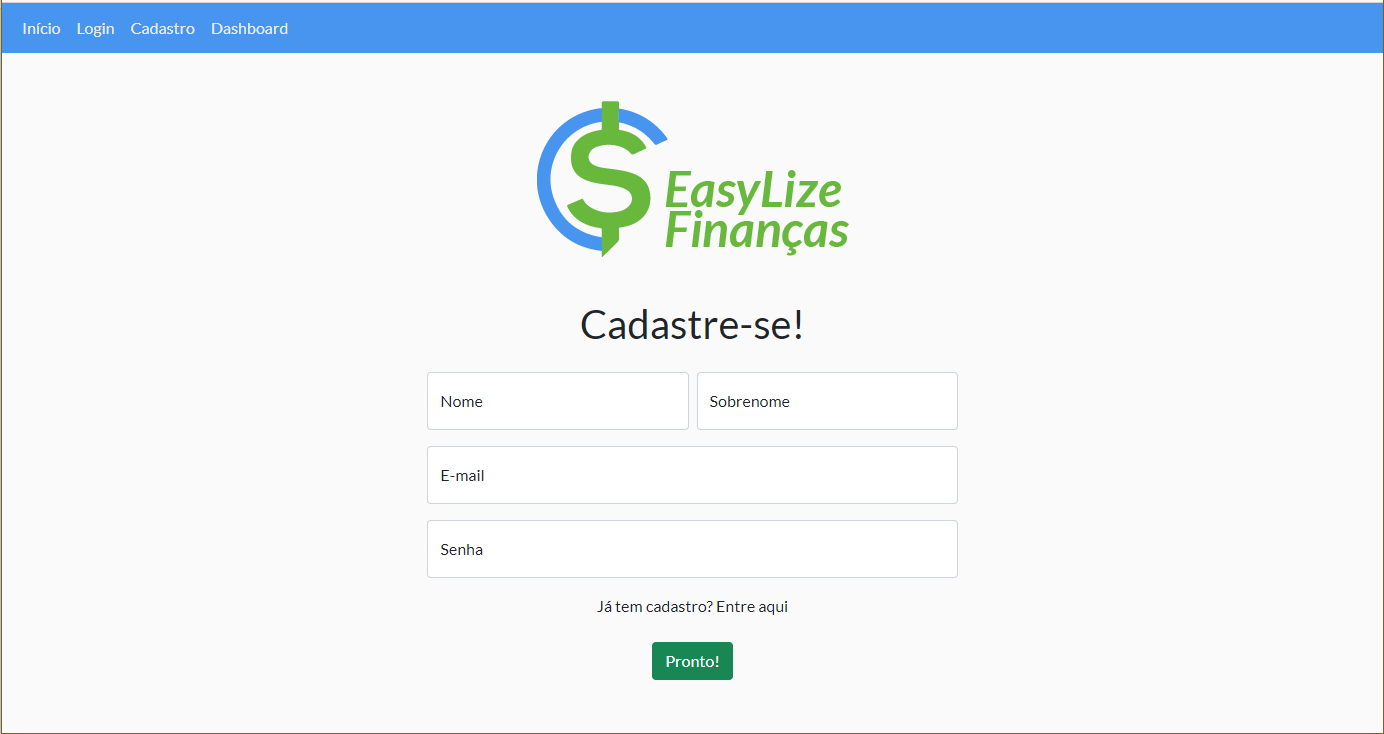 Início Login Cadastro Dashboard
EasyLize
Finanças
Cadastre-se!
Nome Sobrenome
E-mail
Senha
Já tem cadastro? Entre aqui
Pronto!